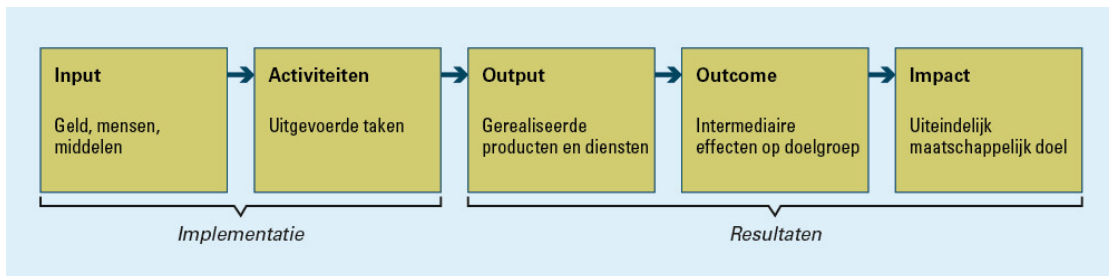 Input
Geld, mensen,
middelen
Activiteiten
Uitgevoerde taken
Output
Gerealiseerde
producten en diensten
Outcome
Intermediaire
effecten op doelgroep
Impact
Uiteindelijk
maatschappelijk doel
Implementatie
Resultaten